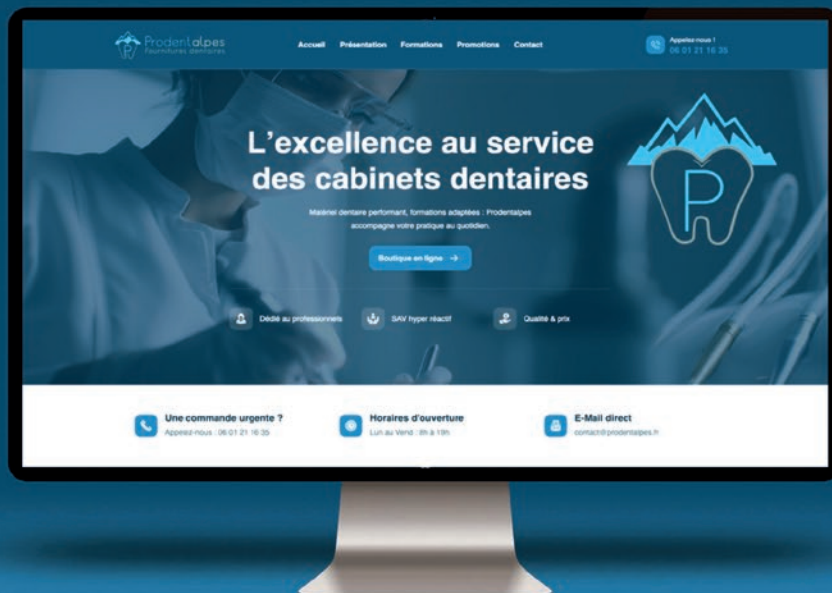 Prodentalpes
Fournitures dentaires
Accueil Présentation Formations Promotions Contact
Appelez-nous !
06 01 21 16 35
L'excellence au service
des cabinets dentaires
P
Matériel dentaire performant, formations adaptées : Prodentalpes
accompagne votre pratique au quotidien.
Boutique en ligne →
Dédié au professionnels SAV hyper réactif Qualité & prix
Une commande urgente ?
Appelez-nous : 06 01 21 16 35
Horaires d'ouverture
Lun au Vend : 8h à 19h
E-Mail direct
contact@prodentalpes.fr